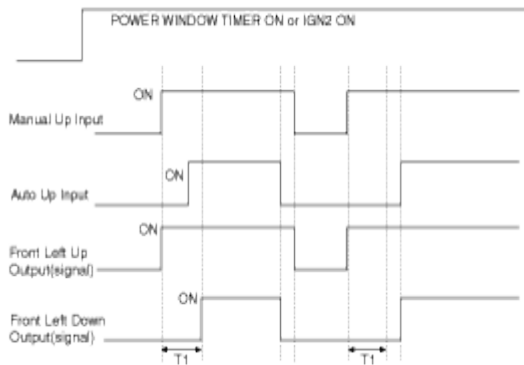 POWER WINDOW TIMER ON or IGN2 ON
ON
Manual Up Input
ON
Auto Up Input
ON
Front Left Up
Output(signal)
ON
Front Left Down
Output(signal)
T1
T1